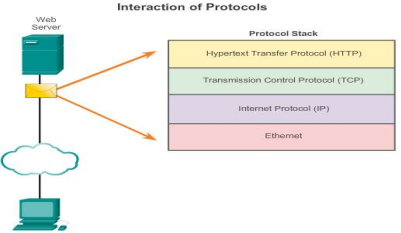 Interaction of Protocols
Web
Server
Protocol Stack
Hypertext Transfer Protocol (HTTP)
Transmission Control Protocol (TCP)
Internet Protocol (IP)
Ethernet